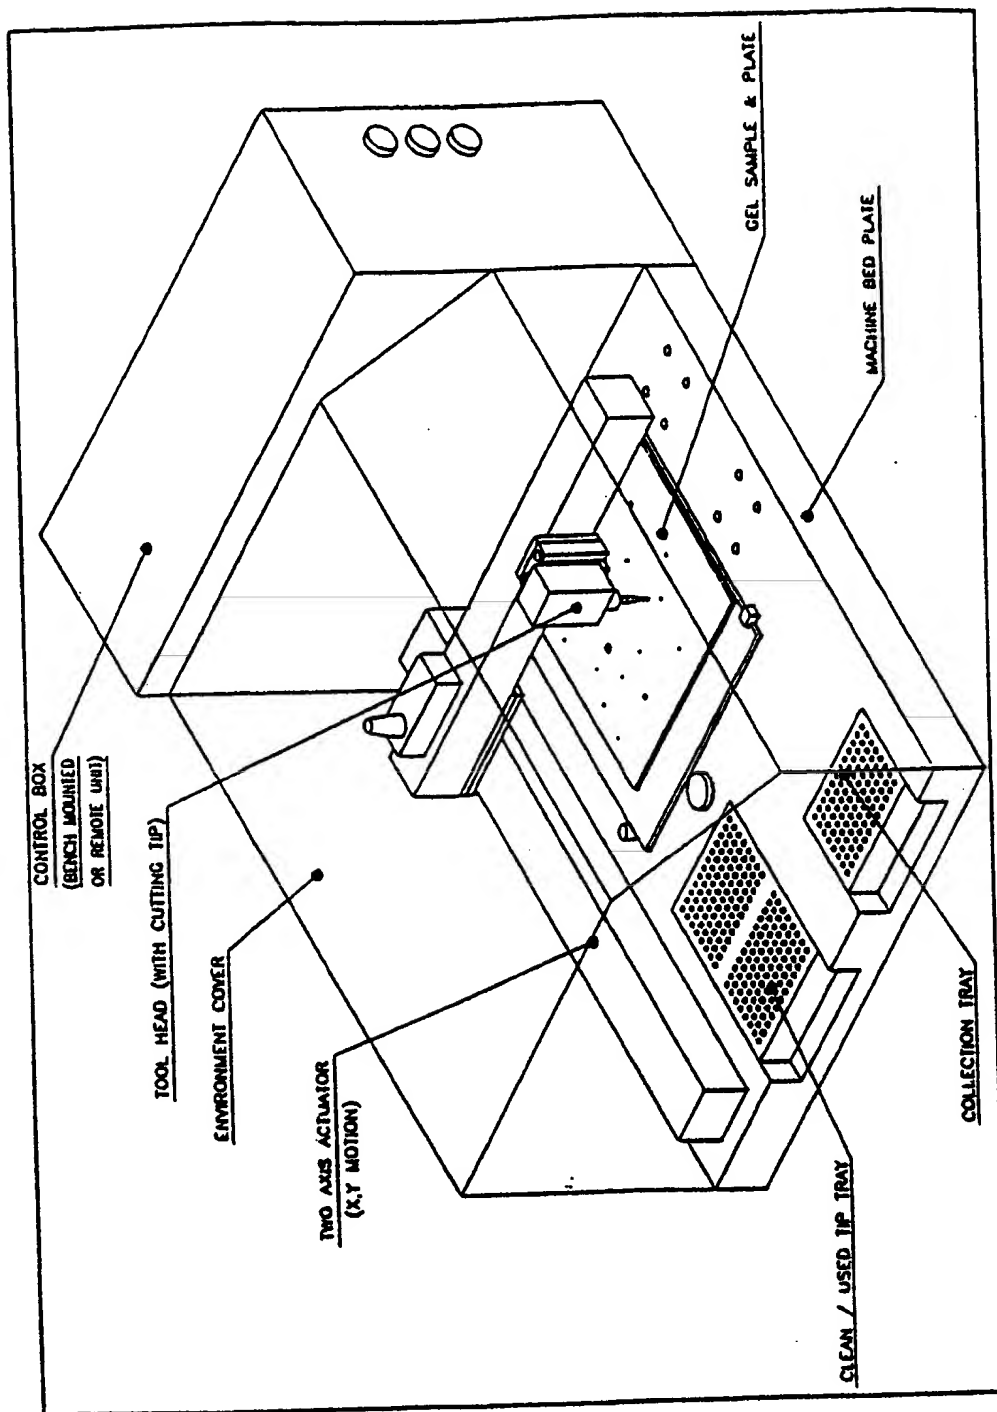 CONTROL BOX
(BENCH MOUNTED
OR REMOTE UNIT)
TOOL HEAD (WITH CUTTING TIP)
ENVIRONMENT COVER
TWO AXIS ACTUATOR
(X,Y MOTION)
CLEAN / USED TIP TRAY
COLLECTION TRAY
MACHINE BED PLATE
GEL SAMPLE & PLATE